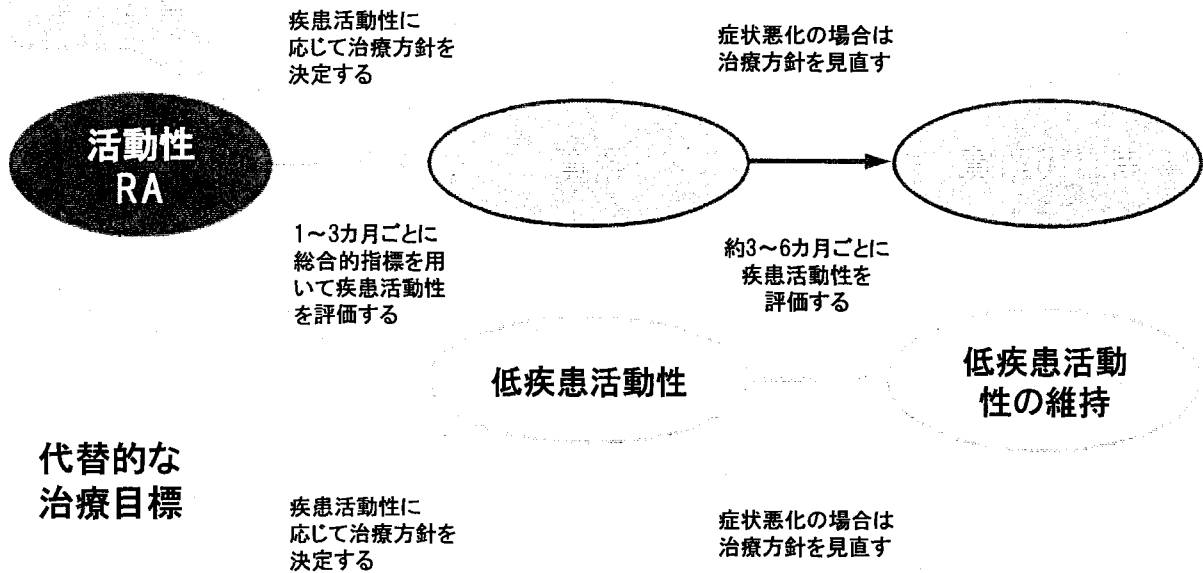 疾患活動性に
応じて治療方針を
決定する
症状悪化の場合は
治療方針を見直す
活動性
RA
1~3カ月ごとに
総合的指標を用
いて疾患活動性
を評価する
約3~6カ月ごとに
疾患活動性を
評価する
低疾患活動性
低疾患活動
性の維持
代替的な
治療目標
疾患活動性に
応じて治療方針を
決定する
症状悪化の場合は
治療方針を見直す